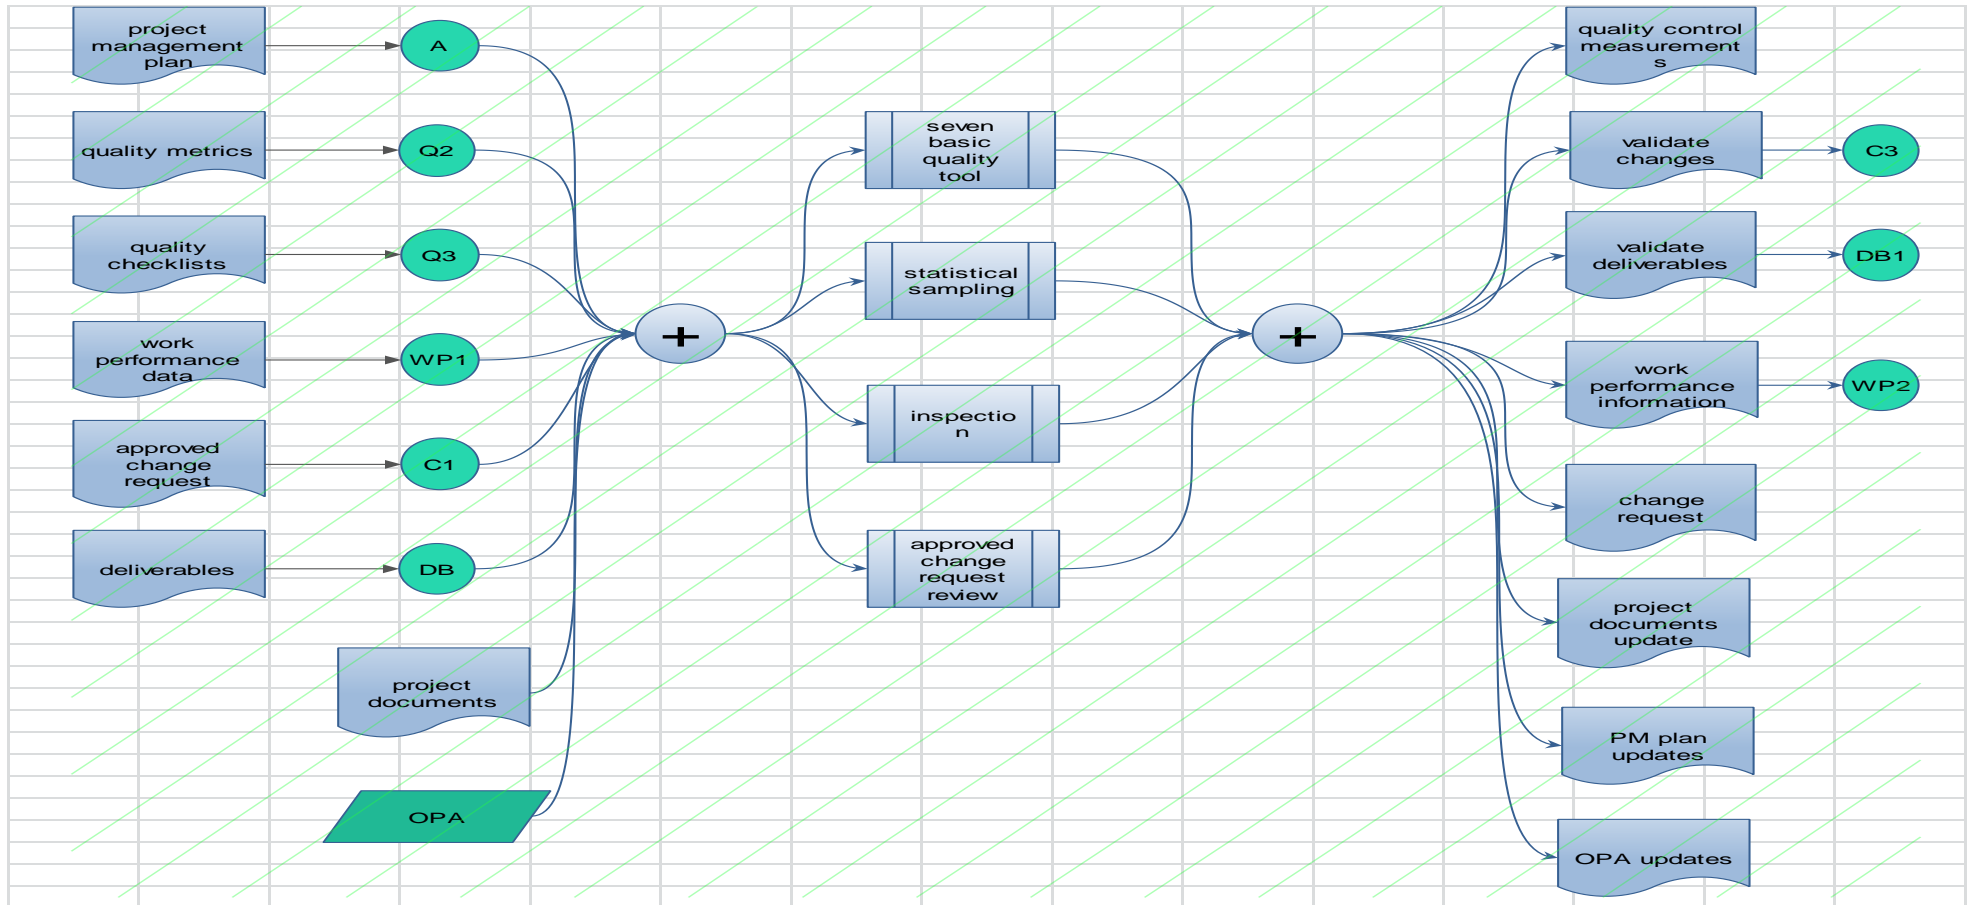 project
management
plan
A
quality metrics
Q2
quality
checklists
Q3
work
performance
data
WP1
approved
change
request
C1
deliverables
DB
project
documents
OPA
+
seven
basic
quality
tool
statistical
sampling
inspectio
n
approved
change
request
review
+
quality control
measurement
s
validate
changes
C3
validate
deliverables
DB1
work
performance
information
WP2
change
request
project
documents
update
PM plan
updates
OPA updates